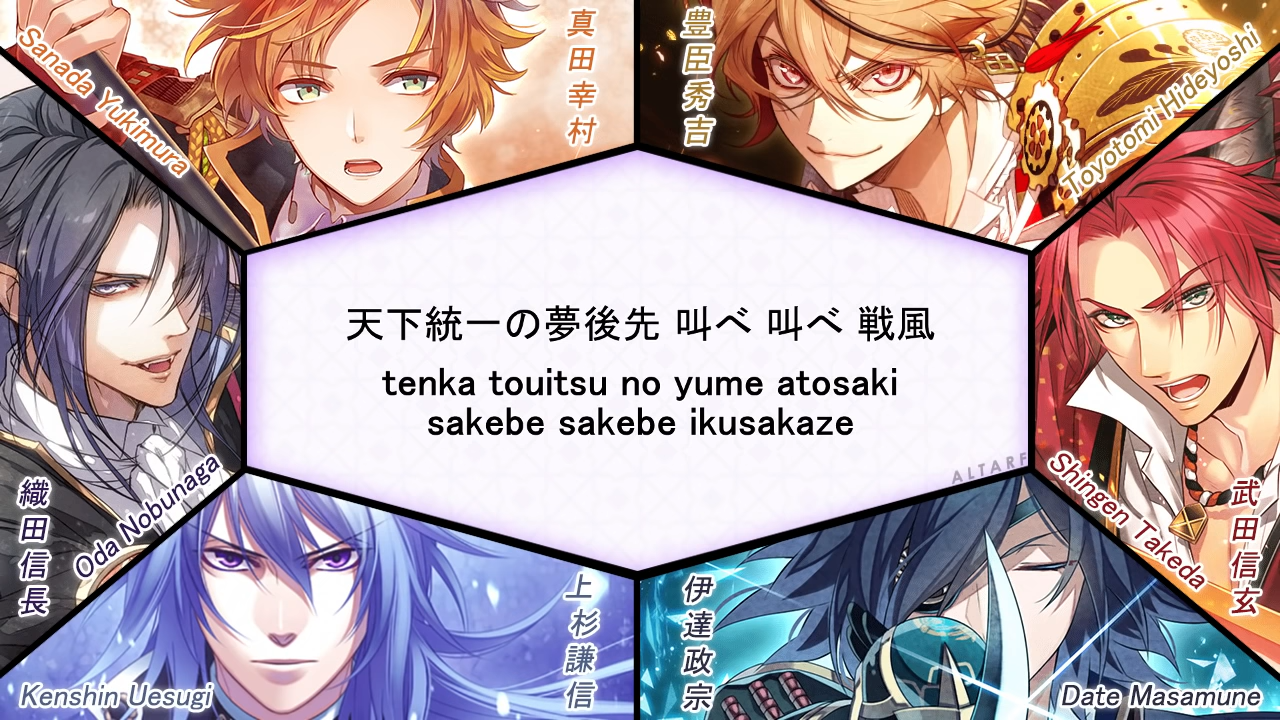 Sanada Yukimura
真田幸村
豊臣秀吉
Toyotomi Hideyoshi
天下統一の夢後先 叫べ 叫べ 戦風
tenka touitsu no yume atosaki
sakebe sakebe ikusakaze
ALTARF
織田信長
Oda Nobunaga
Shingen Takeda
武田信玄
Kenshin Uesugi
上杉謙信
伊達政宗
Date Masamune